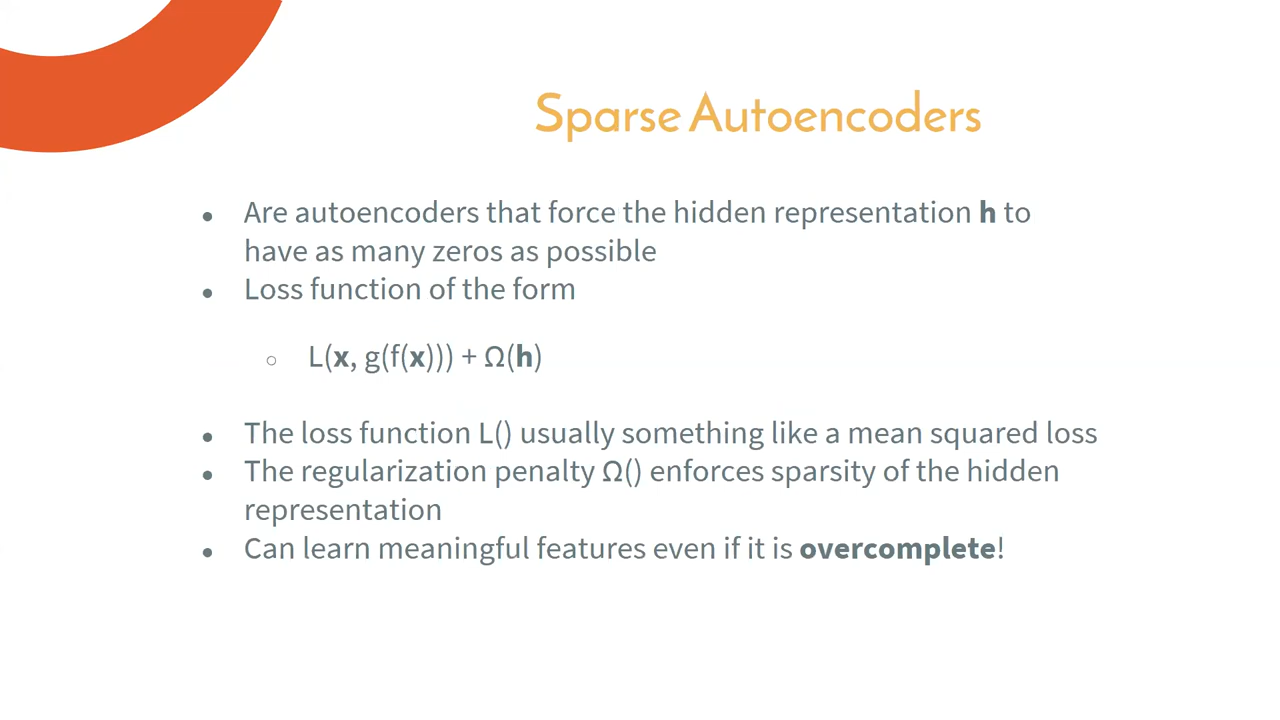 Sparse Autoencoders
● Are autoencoders that force the hidden representation h to
have as many zeros as possible
● Loss function of the form
○ L(x, g(f(x))) + Ω(h)
● The loss function L() usually something like a mean squared loss
● The regularization penalty Ω() enforces sparsity of the hidden
representation
● Can learn meaningful features even if it is overcomplete!